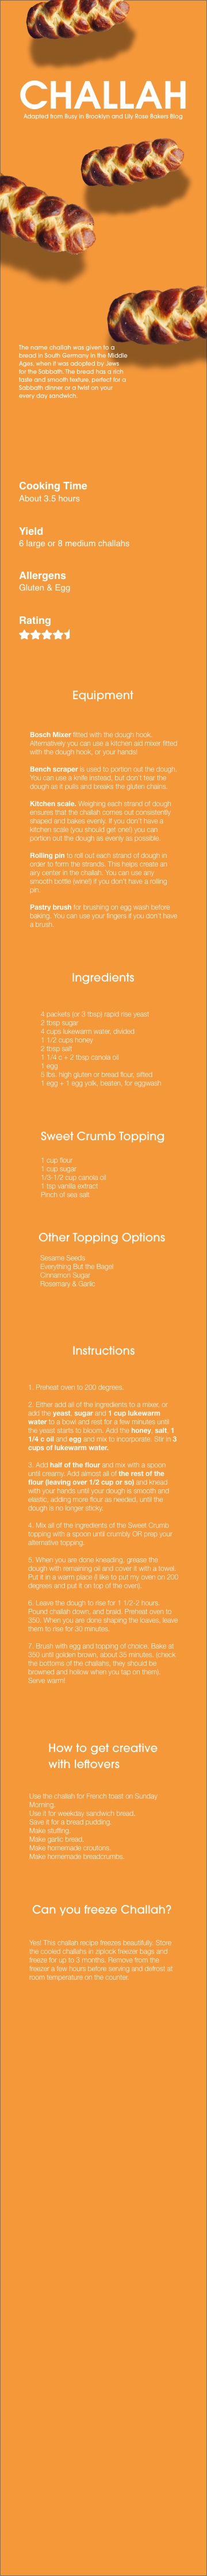 CHALLAH
Adapted from Busy in Brooklyn and Lily Rose Bakers Blog
The name challah was given to a
bread in South Germany in the Middle
Ages, when it was adopted by Jews
for the Sabbath. The bread has a rich
taste and smooth texture, perfect for a
Sabbath dinner or a twist on your
every day sandwich.
Cooking Time
About 3.5 hours
Yield
6 large or 8 medium challahs
Allergens
Gluten & Egg
Rating
Equipment
Bosch Mixer fitted with the dough hook.
Alternatively you can use a kitchen aid mixer fitted
with the dough hook, or your hands!
Bench scraper is used to portion out the dough.
You can use a knife instead, but don't tear the
dough as it pulls and breaks the gluten chains.
Kitchen scale. Weighing each strand of dough
ensures that the challah comes out consistently
shaped and bakes evenly. If you don't have a
kitchen scale (you should get one!) you can
portion out the dough as evenly as possible.
Rolling pin to roll out each strand of dough in
order to form the strands. This helps create an
airy center in the challah. You can use any
smooth bottle (wine!) if you don't have a rolling
pin.
Pastry brush for brushing on egg wash before
baking. You can use your fingers if you don't have
a brush.
Ingredients
4 packets (or 3 tbsp) rapid rise yeast
2 tbsp sugar
4 cups lukewarm water, divided
1 1/2 cups honey
2 tbsp salt
1 1/4 c + 2 tbsp canola oil
1 egg
5 lbs. high gluten or bread flour, sifted
1 egg + 1 egg yolk, beaten, for eggwash
Sweet Crumb Topping
1 cup flour
1 cup sugar
1/3-1/2 cup canola oil
1 tsp vanilla extract
Pinch of sea salt
Other Topping Options
Sesame Seeds
Everything But the Bagel
Cinnamon Sugar
Rosemary & Garlic
Instructions
1. Preheat oven to 200 degrees.
2. Either add all of the ingredients to a mixer, or
add the yeast, sugar and 1 cup lukewarm
water to a bowl and rest for a few minutes until
the yeast starts to bloom. Add the honey, salt, 1
1/4 c oil and egg and mix to incorporate. Stir in 3
cups of lukewarm water.
3. Add half of the flour and mix with a spoon
until creamy. Add almost all of the rest of the
flour (leaving over 1/2 cup or so) and knead
with your hands until your dough is smooth and
elastic, adding more flour as needed, until the
dough is no longer sticky.
4. Mix all of the ingredients of the Sweet Crumb
topping with a spoon until crumbly OR prep your
alternative topping.
5. When you are done kneading, grease the
dough with remaining oil and cover it with a towel.
Put it in a warm place (I like to put my oven on 200
degrees and put it on top of the oven).
6. Leave the dough to rise for 1 1/2-2 hours.
Pound challah down, and braid. Preheat oven to
350. When you are done shaping the loaves, leave
them to rise for 30 minutes.
7. Brush with egg and topping of choice. Bake at
350 until golden brown, about 35 minutes. (check
the bottoms of the challahs, they should be
browned and hollow when you tap on them).
Serve warm!
How to get creative
with leftovers
Use the challah for French toast on Sunday
Morning.
Use it for weekday sandwich bread.
Save it for a bread pudding.
Make stuffing.
Make garlic bread.
Make homemade croutons.
Make homemade breadcrumbs.
Can you freeze Challah?
Yes! This challah recipe freezes beautifully. Store
the cooled challahs in ziplock freezer bags and
freeze for up to 3 months. Remove from the
freezer a few hours before serving and defrost at
room temperature on the counter.